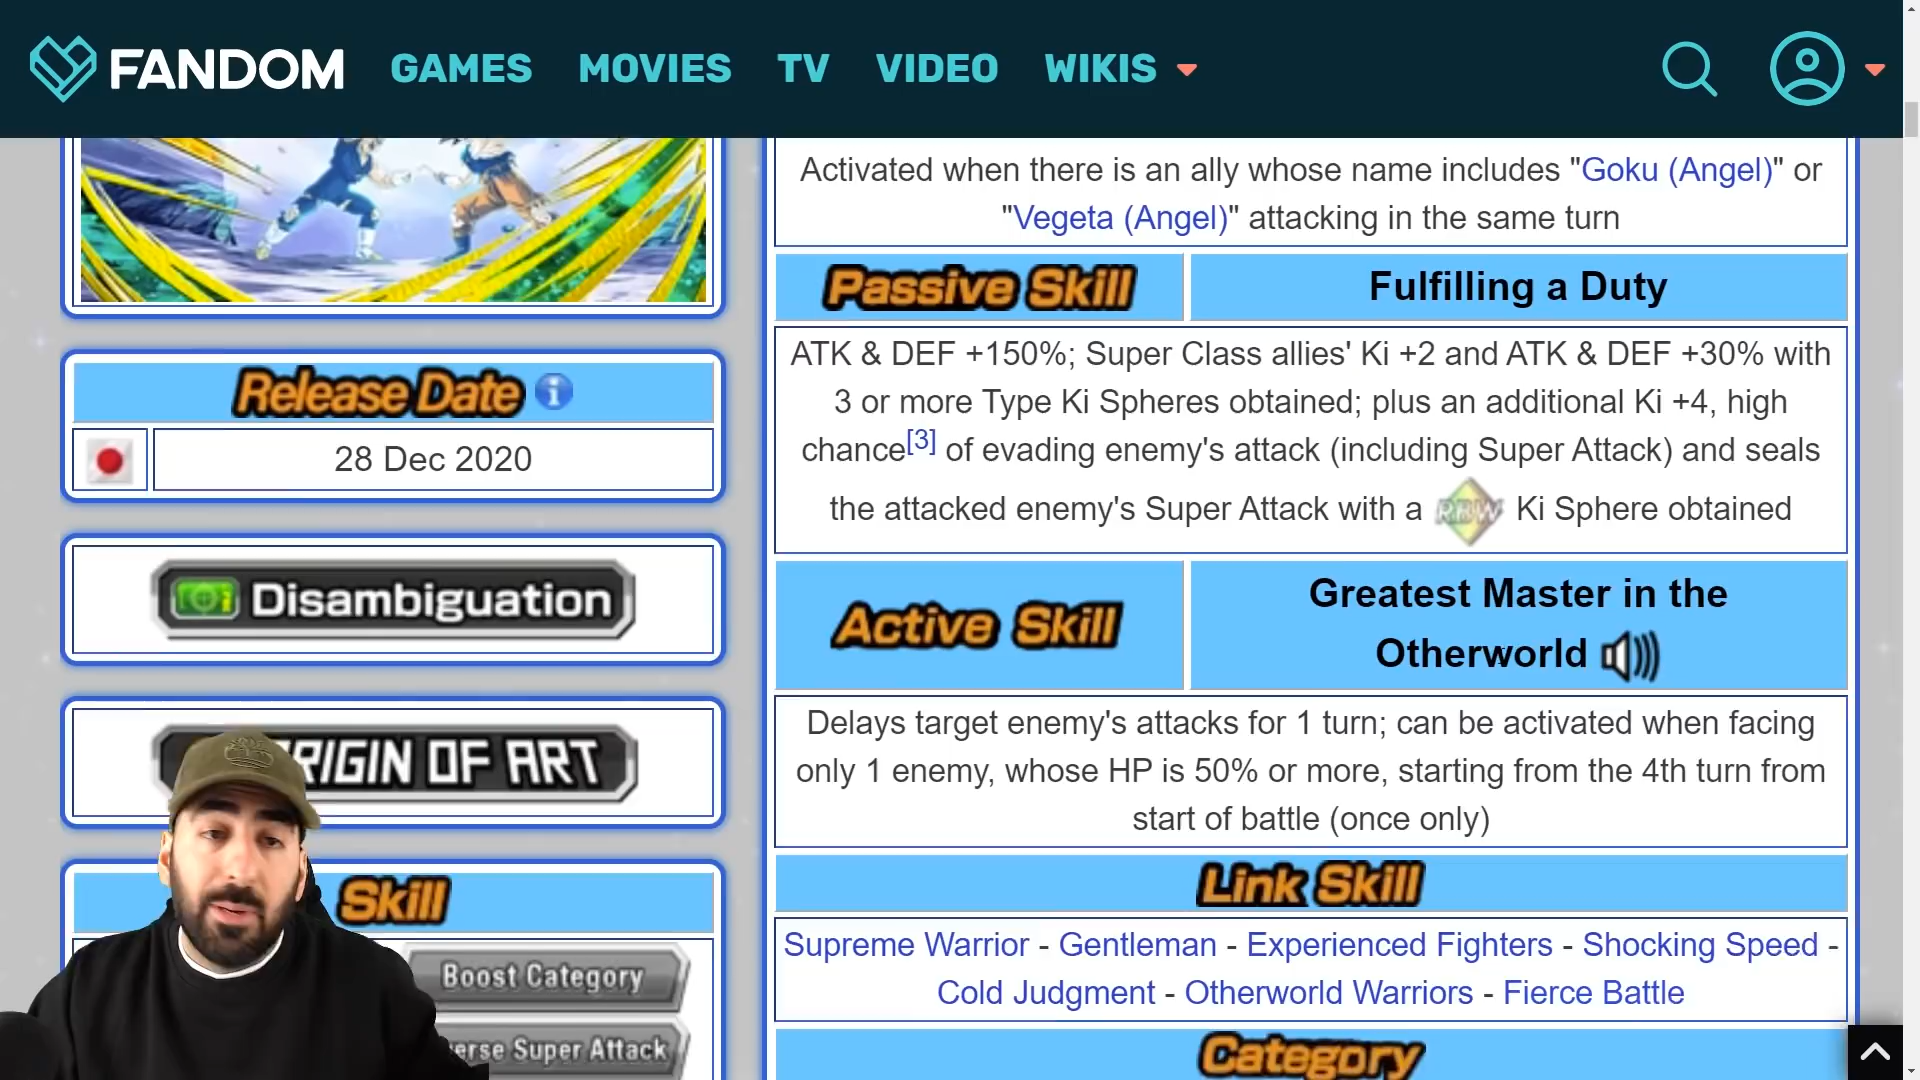 FANDOM GAMES MOVIES TV VIDEO WIKIS
Activated when there is an ally whose name includes "Goku (Angel)" or
"Vegeta (Angel)" attacking in the same turn
Passive Skill
Fulfilling a Duty
ATK & DEF +150%; Super Class allies' Ki +2 and ATK & DEF +30% with
3 or more Type Ki Spheres obtained; plus an additional Ki +4, high
chance[3] of evading enemy's attack (including Super Attack) and seals
the attacked enemy's Super Attack with a RBW Ki Sphere obtained
Active Skill
Greatest Master in the
Otherworld
Delays target enemy's attacks for 1 turn; can be activated when facing
only 1 enemy, whose HP is 50% or more, starting from the 4th turn from
start of battle (once only)
Link Skill
Supreme Warrior - Gentleman - Experienced Fighters - Shocking Speed -
Cold Judgment - Otherworld Warriors - Fierce Battle
Category
Release Date i
28 Dec 2020
Disambiguation
RIGIN OF ART
Skill
Boost Category
erse Super Attack